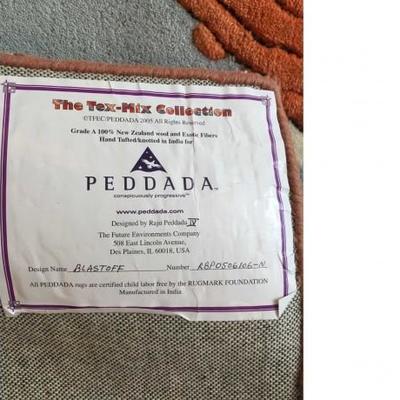 The Tex-Mix Collection
©TFEC/PEDDADA 2005 All Rights Reserved
Grade A 100% New Zealand wool and Exotic Fibers
Hand Tufted/knotted in India for
PEDDADA™
conspicuously progressive™
www.peddada.com
Designed by Raju Peddada IV
The Future Environments Company
508 East Lincoln Avenue,
Des Plaines, IL 60018, USA
Design Name BLASTOFF Number RBP0506106-N
All PEDDADA rugs are certified child labor free by the RUGMARK FOUNDATION
Manufactured in India